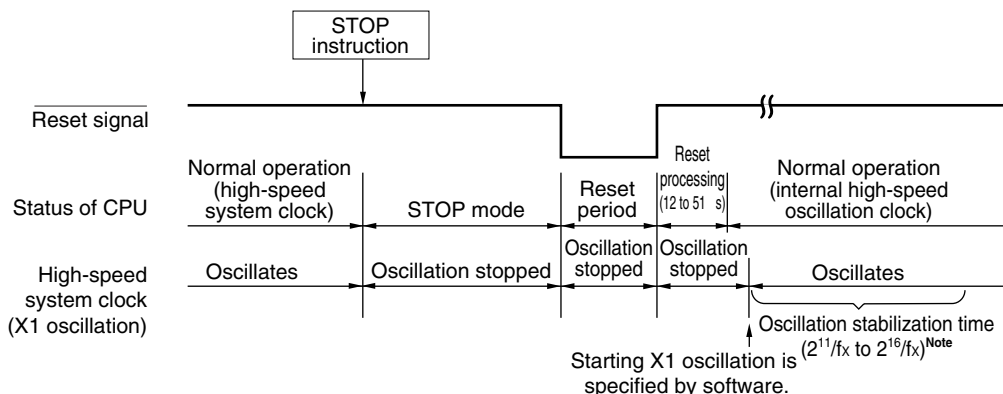 STOP
instruction
Reset signal
Normal operation
(high-speed
system clock)
Status of CPU
STOP mode
Reset
period
Reset
processing
(12 to 51 s)
Normal operation
(internal high-speed
oscillation clock)
High-speed
system clock
(X1 oscillation)
Oscillates
Oscillation stopped
Oscillation
stopped
Oscillation
stopped
Oscillates
Oscillation stabilization time
(2¹¹/fx to 2¹⁶/fx)Note
Starting X1 oscillation is
specified by software.